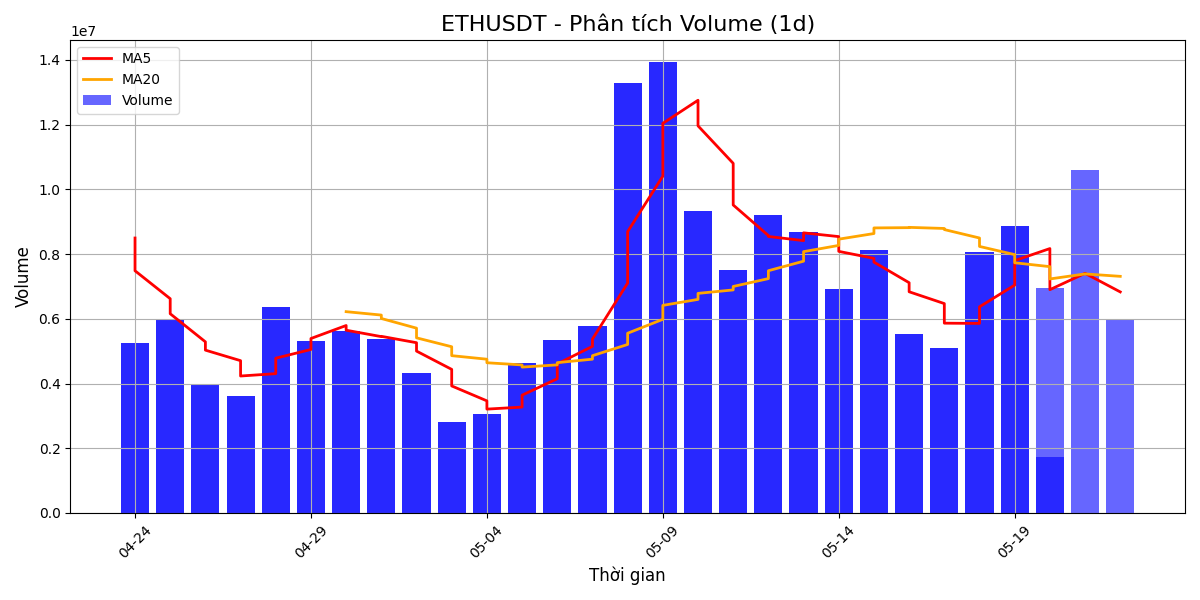 ETHUSDT - Phân tích Volume (1d)
1e7
MA5
MA20
Volume
1.4
1.2
1.0
0.8
0.6
0.4
0.2
0.0
Volume
04-24
04-29
05-04
05-09
05-14
05-19
Thời gian